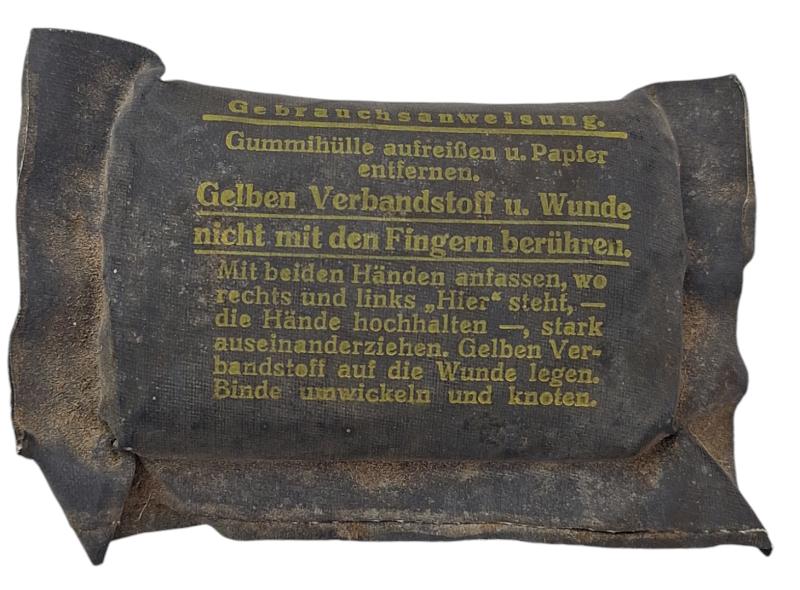 Gebrauchsanweisung.
Gummihülle aufreißen u. Papier
entfernen.
Gelben Verbandstoff u. Wunde
nicht mit den Fingern berühren.
Mit beiden Händen anfassen, wo
rechts und links „Hier“ steht, —
die Hände hochhalten —, stark
auseinanderziehen. Gelben Ver-
bandstoff auf die Wunde legen.
Binde umwickeln und knoten.